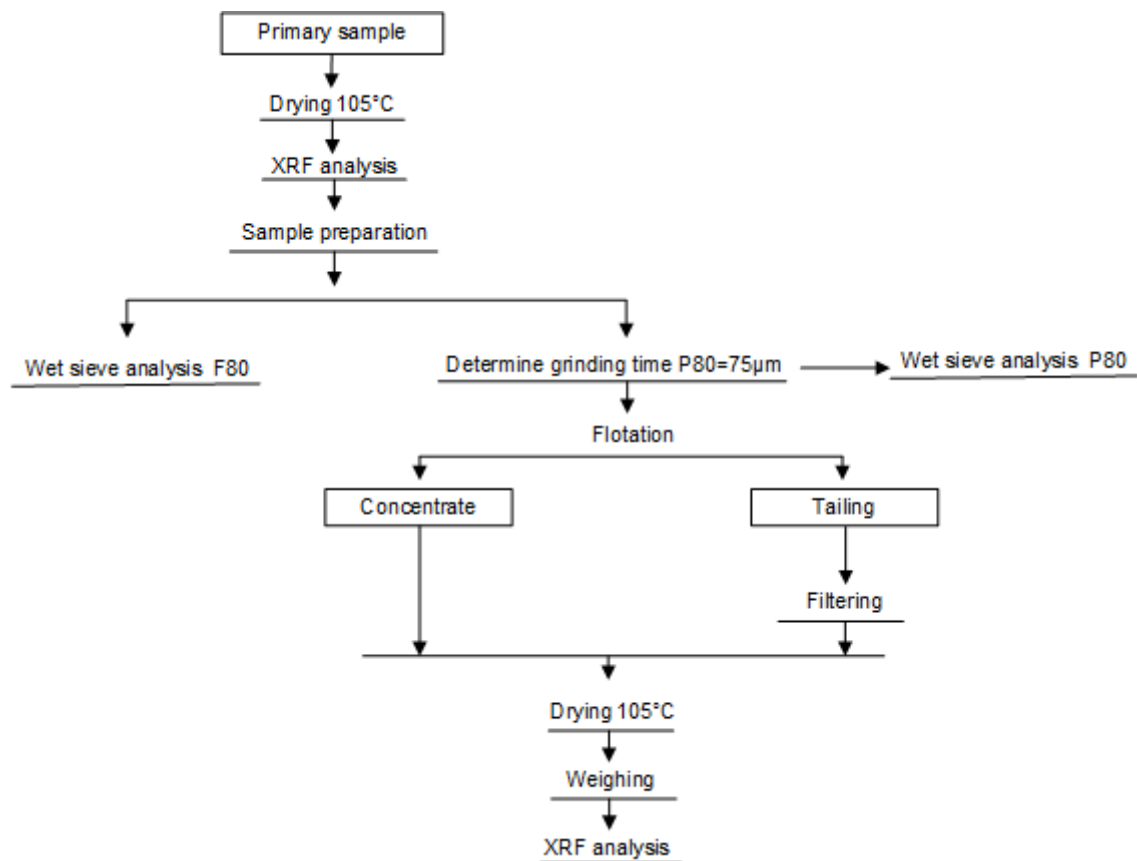 Primary sample
Drying 105°C
XRF analysis
Sample preparation
Wet sieve analysis F80
Determine grinding time P80=75µm
Wet sieve analysis P80
Flotation
Concentrate
Tailing
Filtering
Drying 105°C
Weighing
XRF analysis